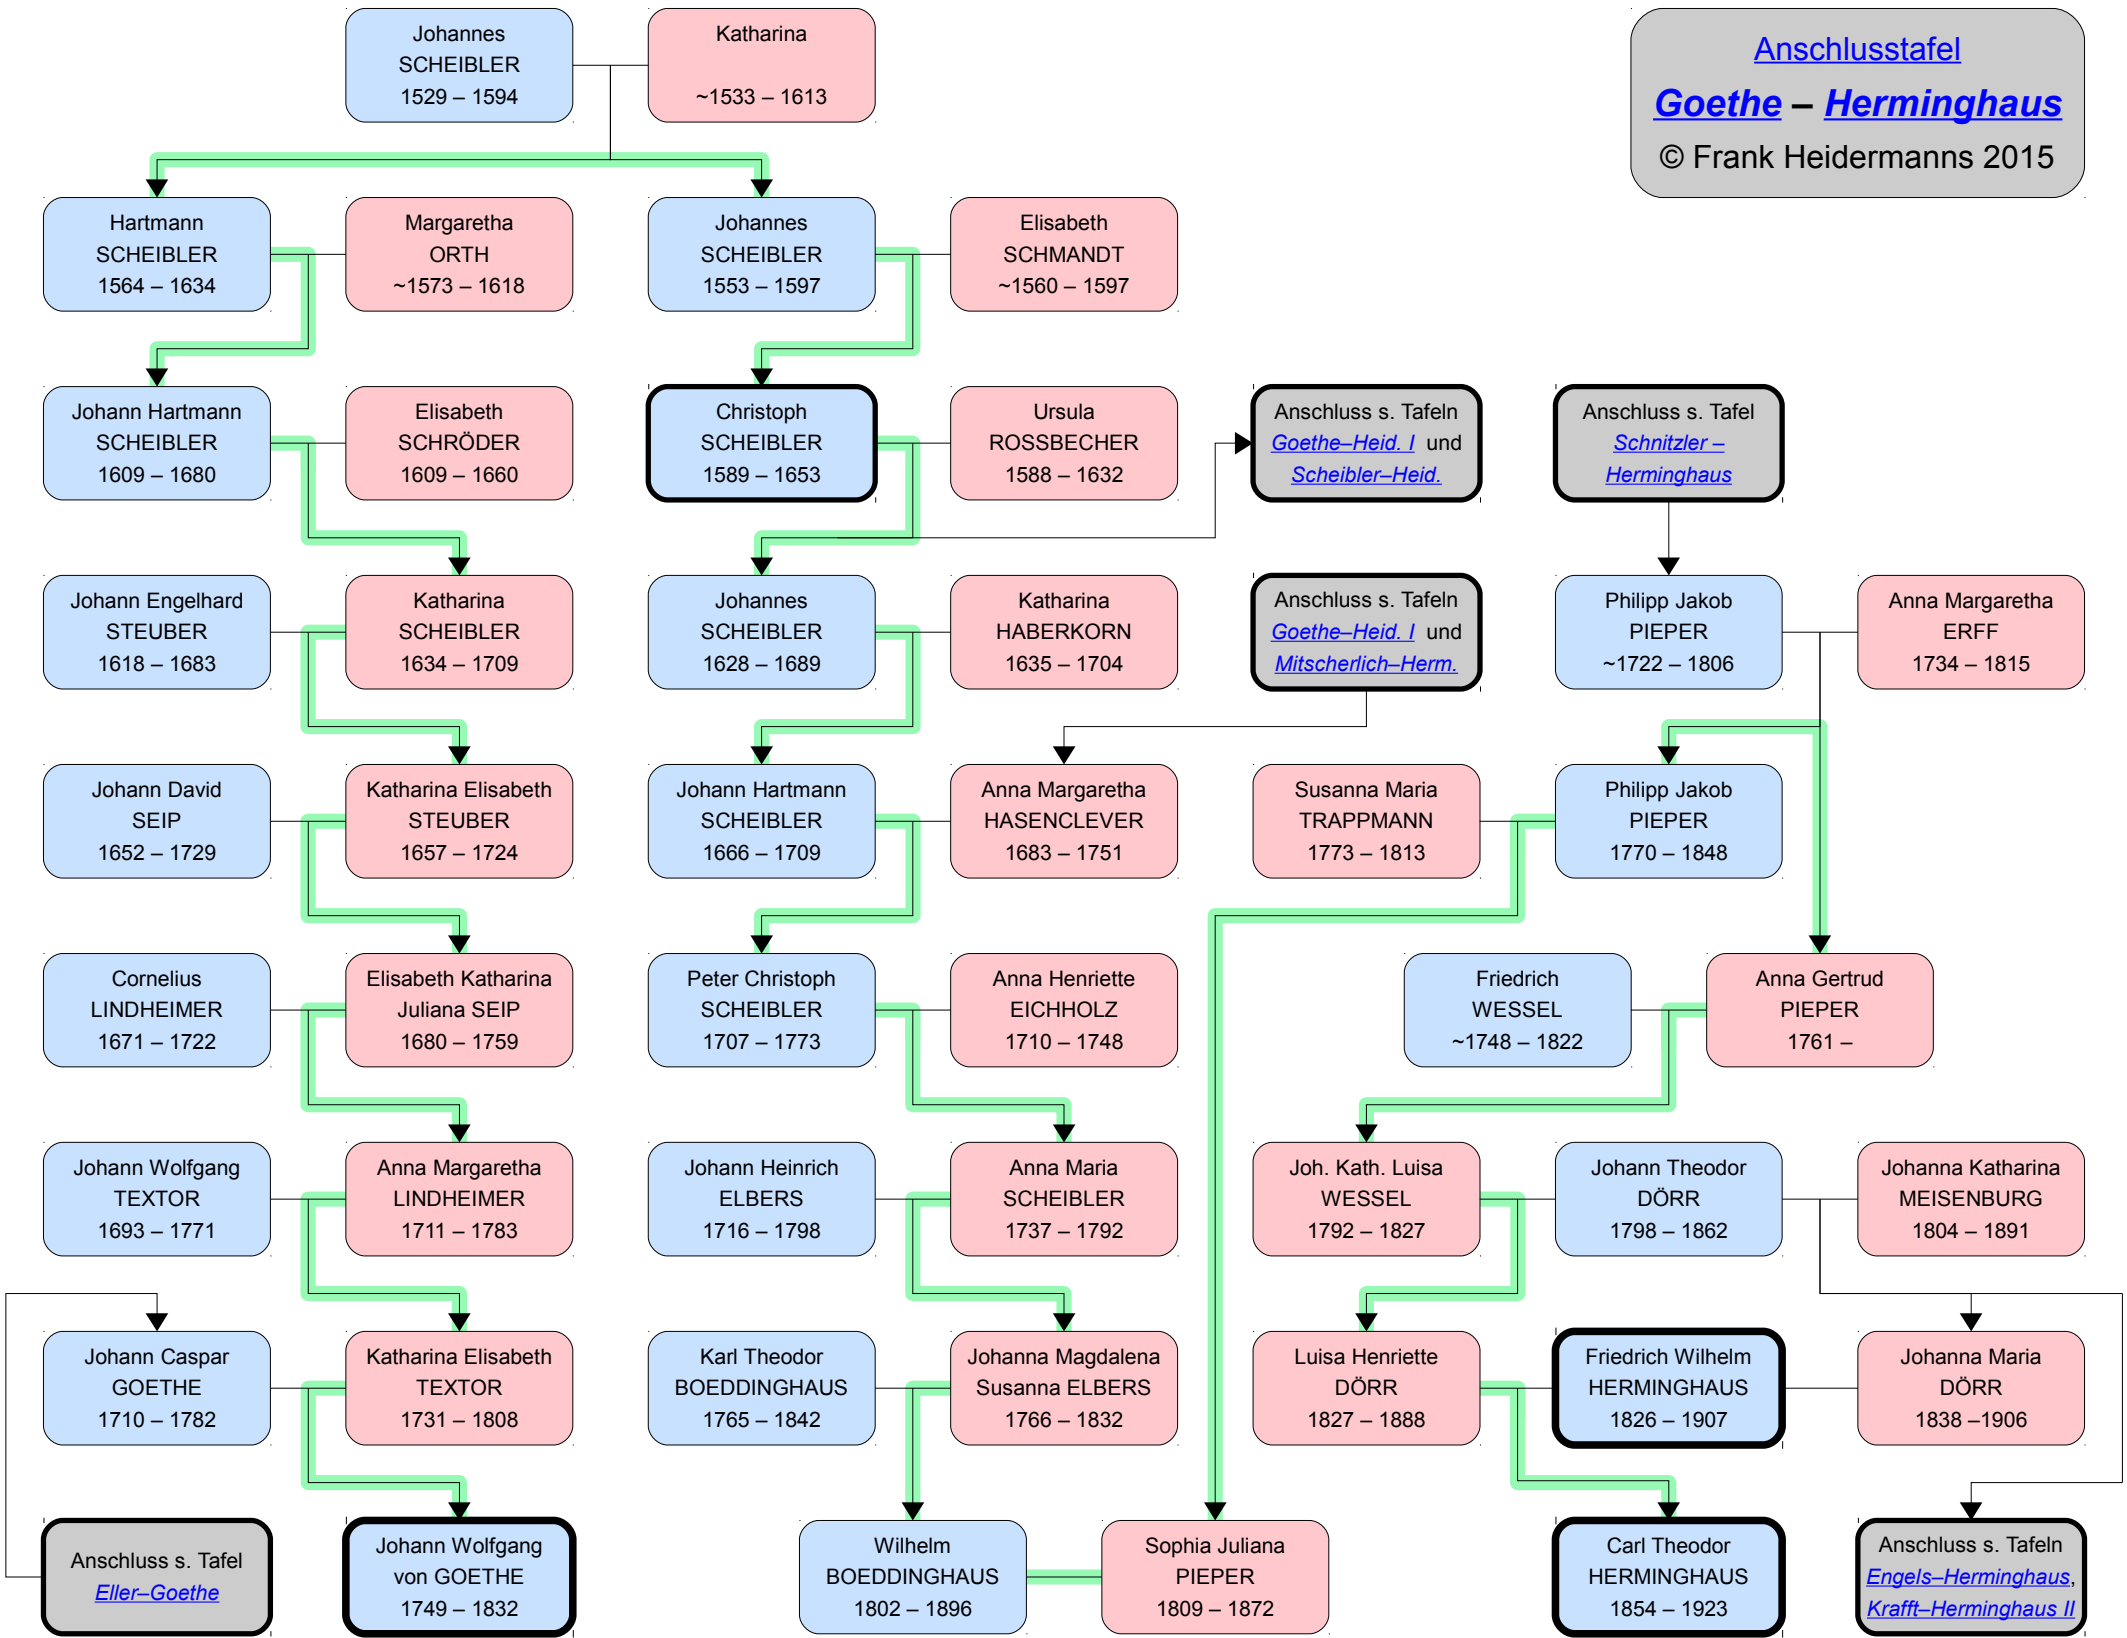 Johannes
SCHEIBLER
1529 – 1594
Katharina
~1533 – 1613
Anschlusstafel
Goethe – Herminghaus
© Frank Heidermanns 2015
Hartmann
SCHEIBLER
1564 – 1634
Margaretha
ORTH
~1573 – 1618
Johannes
SCHEIBLER
1553 – 1597
Elisabeth
SCHMANDT
~1560 – 1597
Johann Hartmann
SCHEIBLER
1609 – 1680
Elisabeth
SCHRÖDER
1609 – 1660
Christoph
SCHEIBLER
1589 – 1653
Ursula
ROSSBECHER
1588 – 1632
Anschluss s. Tafeln
Goethe–Heid. I und
Scheibler–Heid.
Anschluss s. Tafel
Schnitzler –
Herminghaus
Johann Engelhard
STEUBER
1618 – 1683
Katharina
SCHEIBLER
1634 – 1709
Johannes
SCHEIBLER
1628 – 1689
Katharina
HABERKORN
1635 – 1704
Anschluss s. Tafeln
Goethe–Heid. I und
Mitscherlich–Herm.
Philipp Jakob
PIEPER
~1722 – 1806
Anna Margaretha
ERFF
1734 – 1815
Johann David
SEIP
1652 – 1729
Katharina Elisabeth
STEUBER
1657 – 1724
Johann Hartmann
SCHEIBLER
1666 – 1709
Anna Margaretha
HASENCLEVER
1683 – 1751
Susanna Maria
TRAPPMANN
1773 – 1813
Philipp Jakob
PIEPER
1770 – 1848
Cornelius
LINDHEIMER
1671 – 1722
Elisabeth Katharina
Juliana SEIP
1680 – 1759
Peter Christoph
SCHEIBLER
1707 – 1773
Anna Henriette
EICHHOLZ
1710 – 1748
Friedrich
WESSEL
~1748 – 1822
Anna Gertrud
PIEPER
1761 –
Johann Wolfgang
TEXTOR
1693 – 1771
Anna Margaretha
LINDHEIMER
1711 – 1783
Johann Heinrich
ELBERS
1716 – 1798
Anna Maria
SCHEIBLER
1737 – 1792
Joh. Kath. Luisa
WESSEL
1792 – 1827
Johann Theodor
DÖRR
1798 – 1862
Johanna Katharina
MEISENBURG
1804 – 1891
Johann Caspar
GOETHE
1710 – 1782
Katharina Elisabeth
TEXTOR
1731 – 1808
Karl Theodor
BOEDDINGHAUS
1765 – 1842
Johanna Magdalena
Susanna ELBERS
1766 – 1832
Luisa Henriette
DÖRR
1827 – 1888
Friedrich Wilhelm
HERMINGHAUS
1826 – 1907
Johanna Maria
DÖRR
1838 –1906
Anschluss s. Tafel
Eller–Goethe
Johann Wolfgang
von GOETHE
1749 – 1832
Wilhelm
BOEDDINGHAUS
1802 – 1896
Sophia Juliana
PIEPER
1809 – 1872
Carl Theodor
HERMINGHAUS
1854 – 1923
Anschluss s. Tafeln
Engels–Herminghaus,
Krafft–Herminghaus II